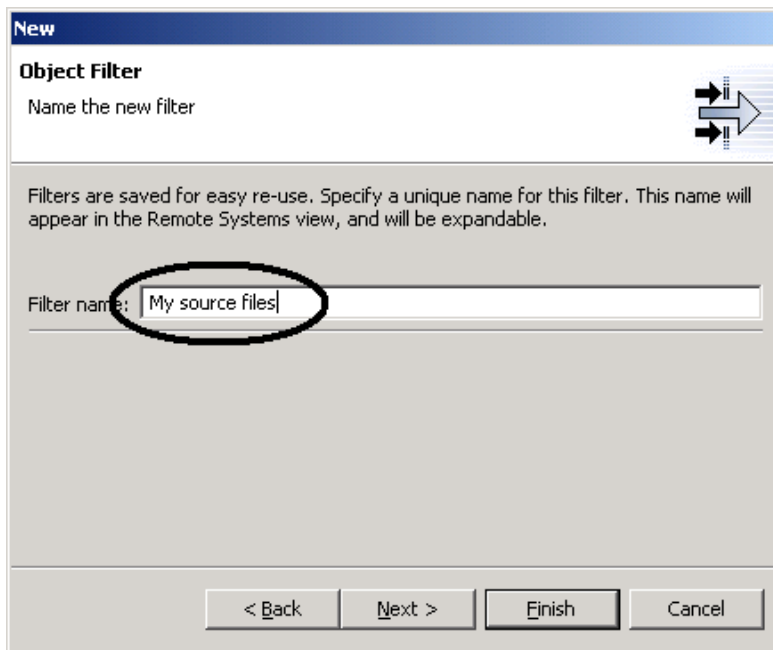 New
Object Filter
Name the new filter
Filters are saved for easy re-use. Specify a unique name for this filter. This name will
appear in the Remote Systems view, and will be expandable.
Filter name: My source files
< Back Next > Finish Cancel